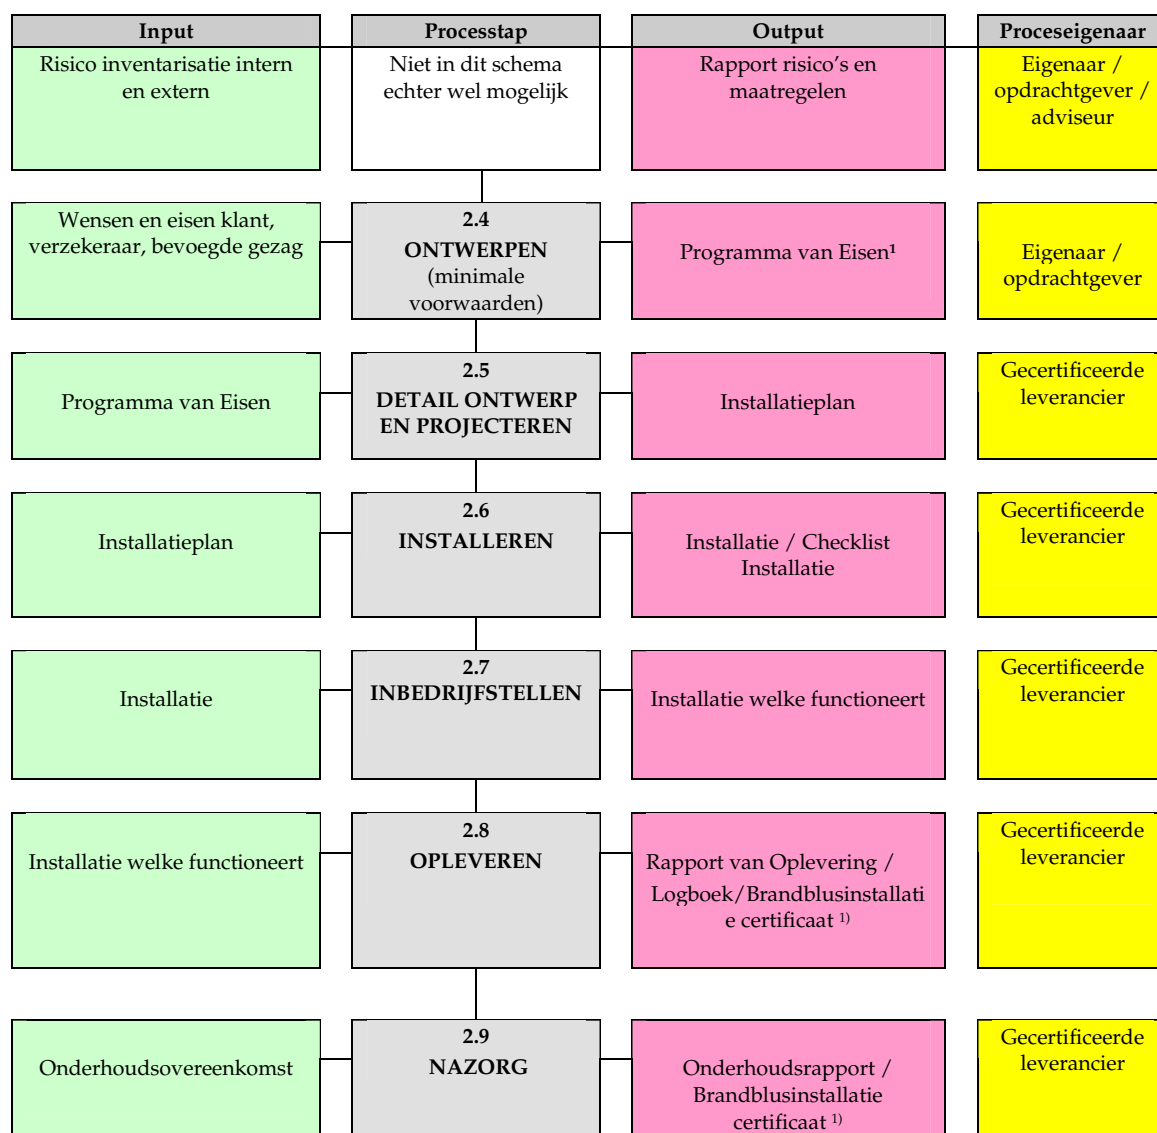 Input
Processtap
Output
Proceseigenaar
Risico inventarisatie intern
en extern
Niet in dit schema
echter wel mogelijk
Rapport risico's en
maatregelen
Eigenaar /
opdrachtgever /
adviseur
Wensen en eisen klant,
verzekeraar, bevoegde gezag
2.4
ONTWERPEN
(minimale
voorwaarden)
Programma van Eisen¹
Eigenaar /
opdrachtgever
Programma van Eisen
2.5
DETAIL ONTWERP
EN PROJECTEREN
Installatieplan
Gecertificeerde
leverancier
Installatieplan
2.6
INSTALLEREN
Installatie / Checklist
Installatie
Gecertificeerde
leverancier
Installatie
2.7
INBEDRIJFSTELLEN
Installatie welke functioneert
Gecertificeerde
leverancier
Installatie welke functioneert
2.8
OPLEVEREN
Rapport van Oplevering /
Logboek/Brandblusinstallati
e certificaat ¹⁾
Gecertificeerde
leverancier
Onderhoudsovereenkomst
2.9
NAZORG
Onderhoudsrapport /
Brandblusinstallatie
certificaat ¹⁾
Gecertificeerde
leverancier